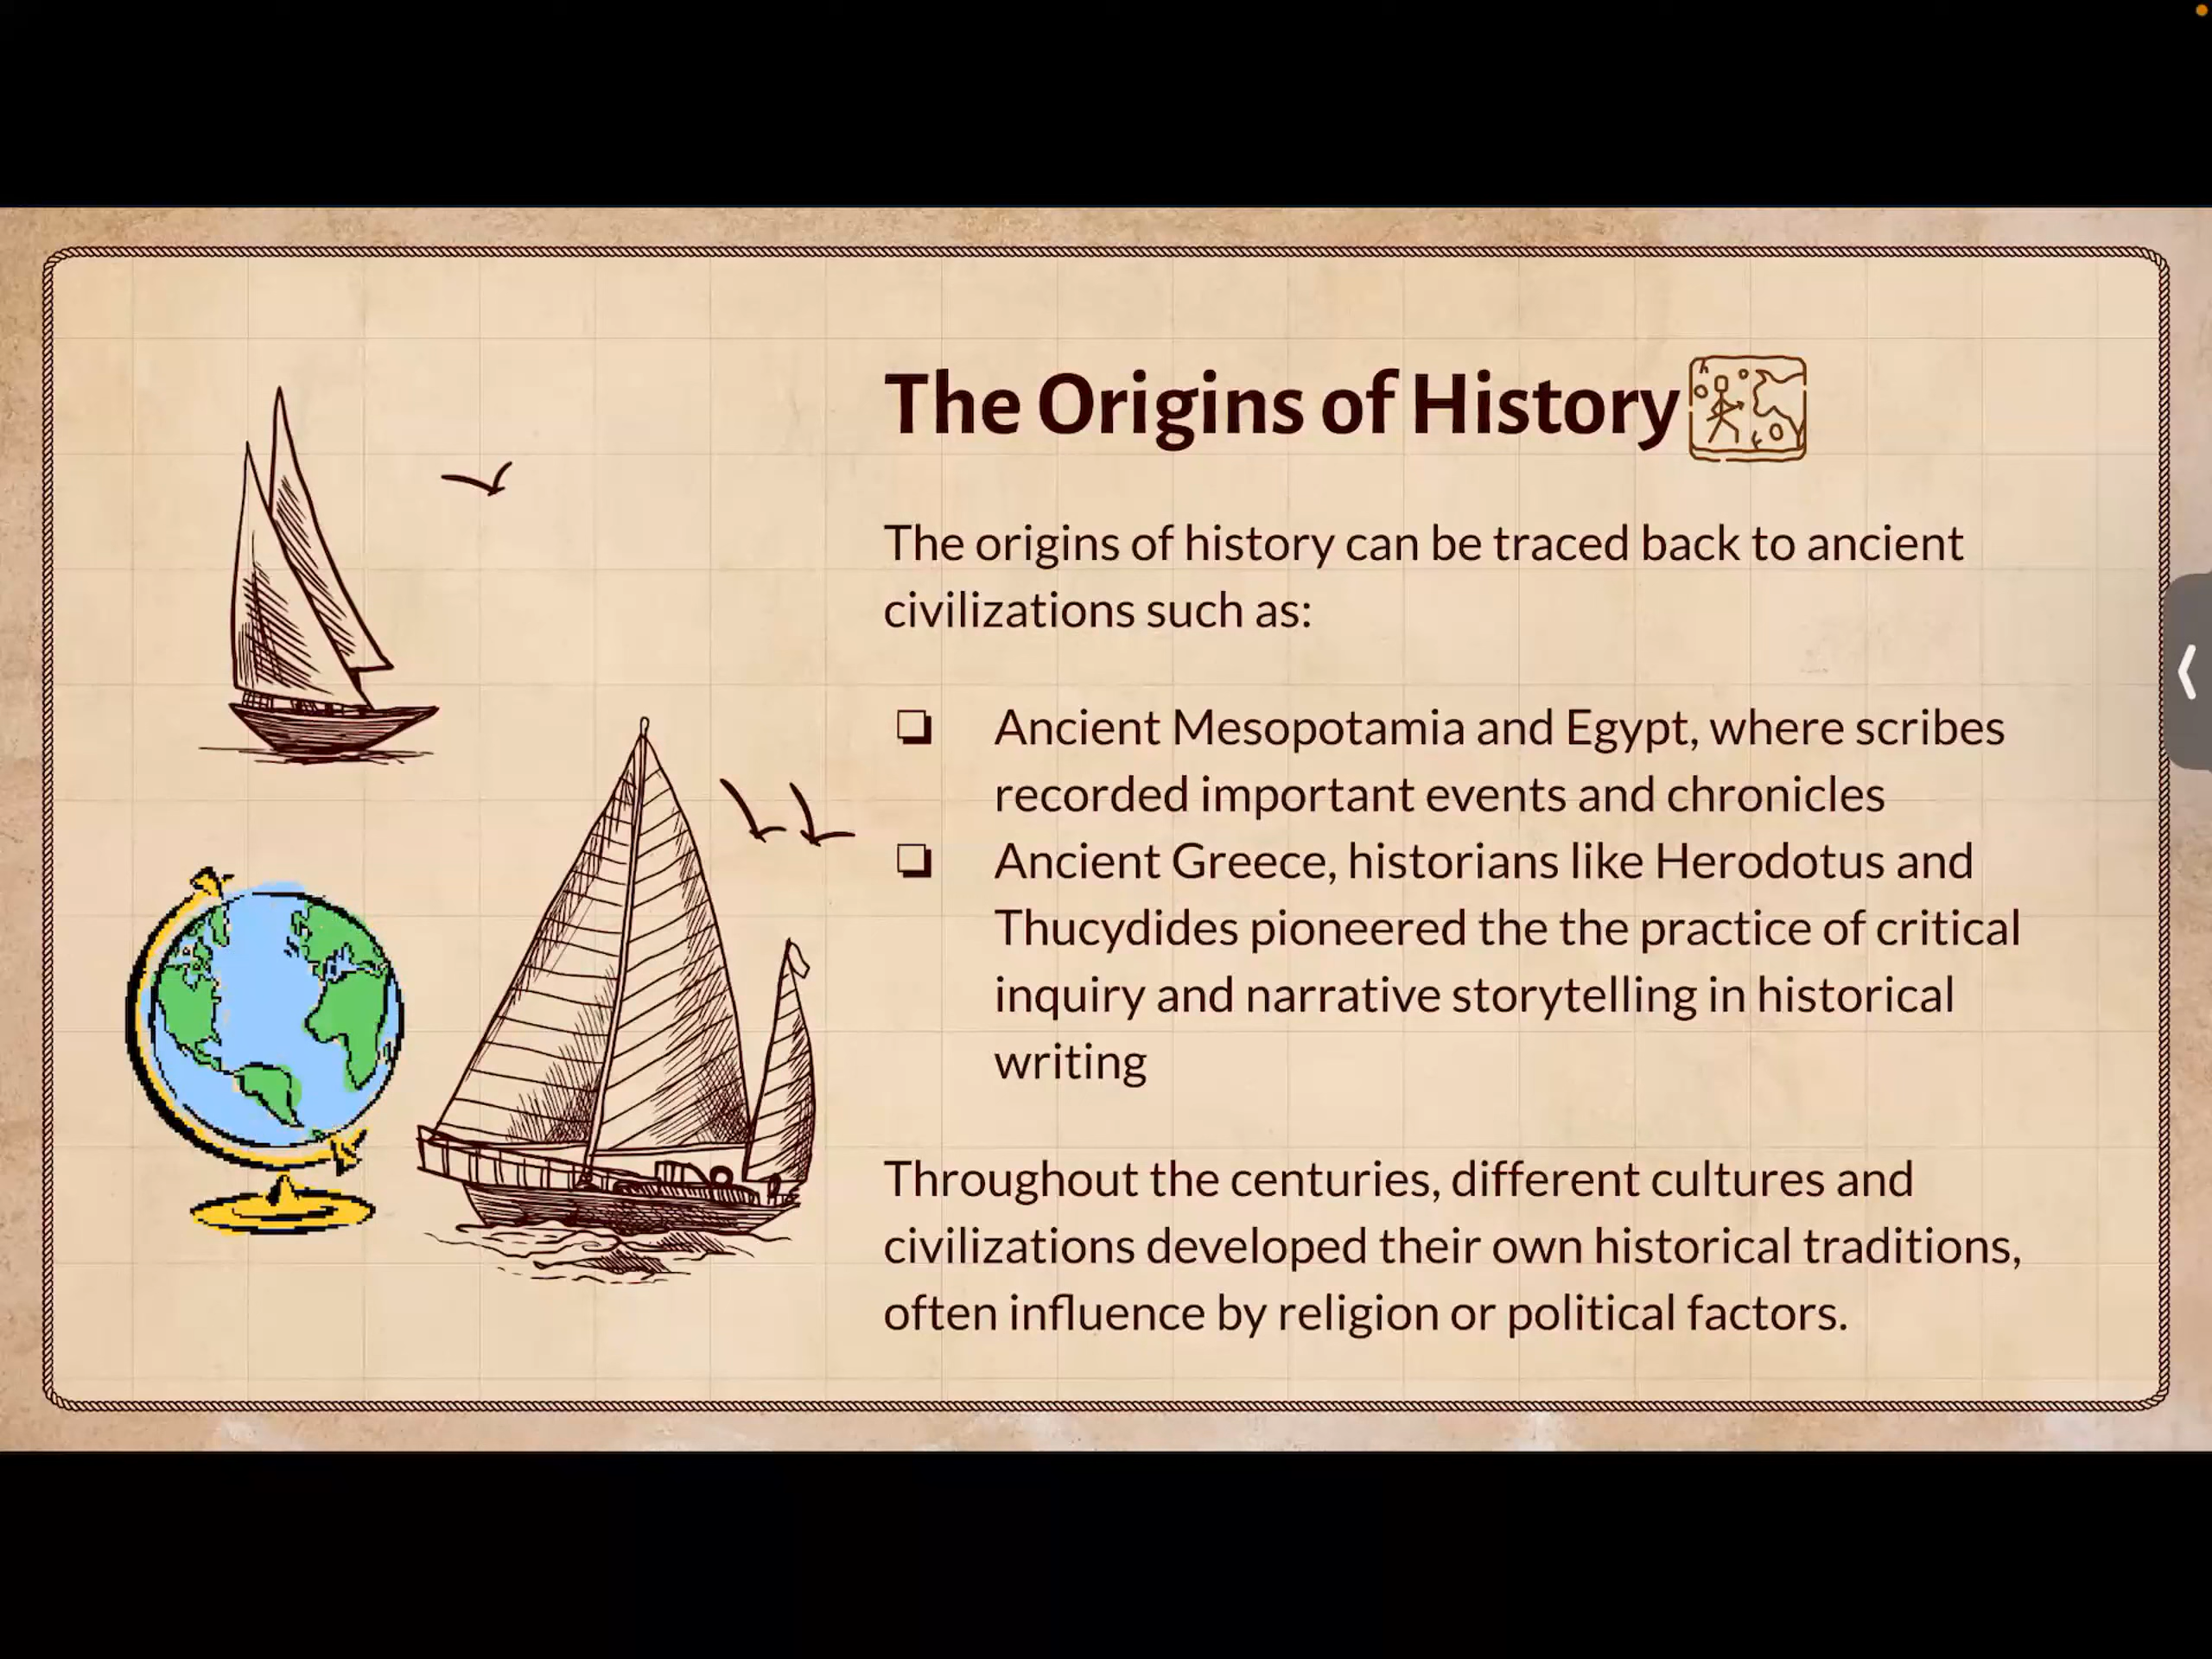 The Origins of History
The origins of history can be traced back to ancient
civilizations such as:
❏ Ancient Mesopotamia and Egypt, where scribes
recorded important events and chronicles
❏ Ancient Greece, historians like Herodotus and
Thucydides pioneered the the practice of critical
inquiry and narrative storytelling in historical
writing
Throughout the centuries, different cultures and
civilizations developed their own historical traditions,
often influence by religion or political factors.